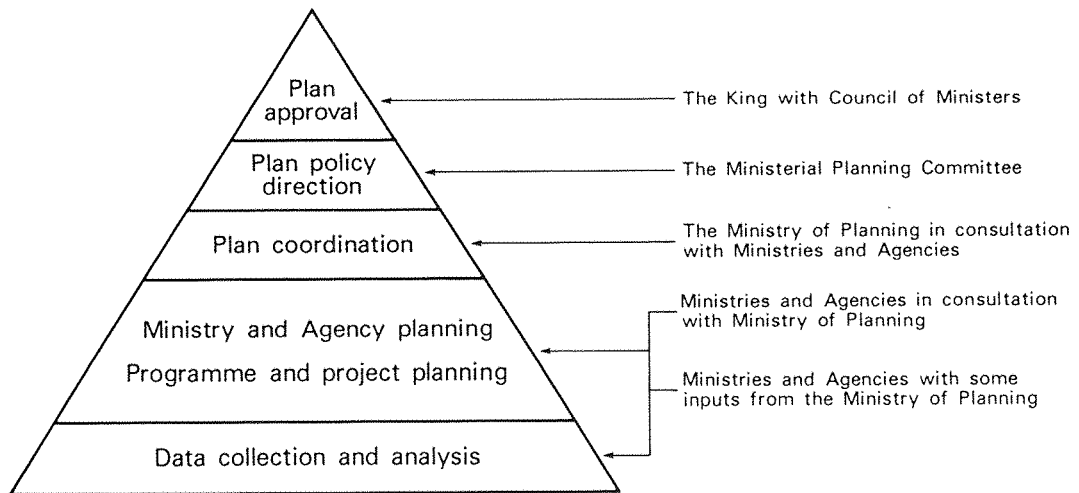 Plan
approval
The King with Council of Ministers
Plan policy
direction
The Ministerial Planning Committee
Plan coordination
The Ministry of Planning in consultation
with Ministries and Agencies
Ministry and Agency planning
Programme and project planning
Ministries and Agencies in consultation
with Ministry of Planning
Ministries and Agencies with some
inputs from the Ministry of Planning
Data collection and analysis